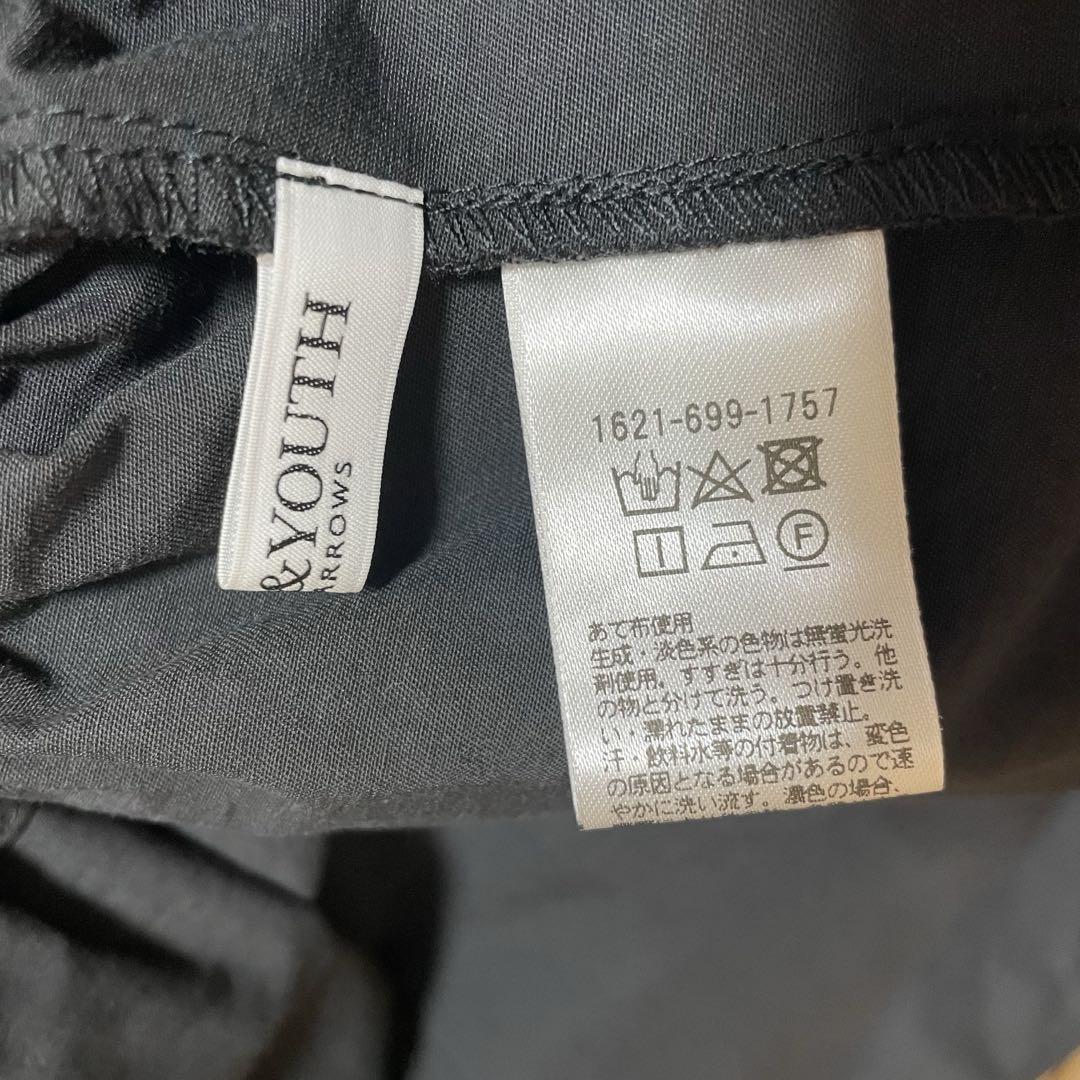 &YOUTH
ARROWS
1621-699-1757
F
あて布使用
生成・淡色系の色物は無蛍光洗
剤使用。すすぎは十分行う。他
の物と分けて洗う。つけ置き洗
い・濡れたままの放置禁止。
汗・飲料水等の付着物は、変色
の原因となる場合があるので速
やかに洗い流す。濃色の場合、